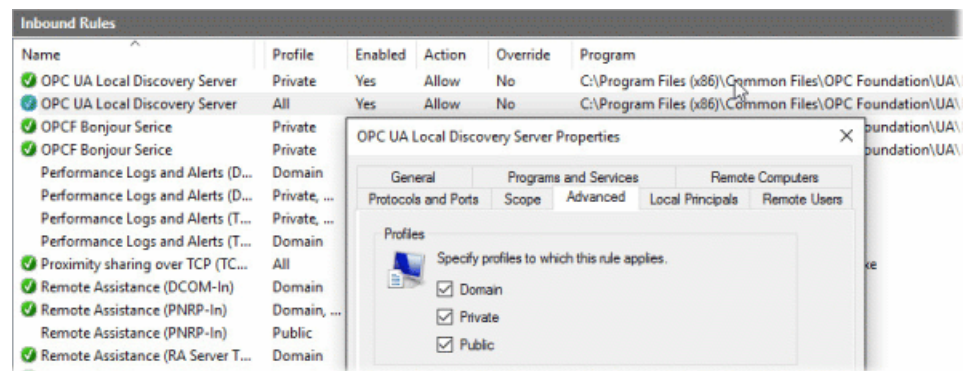 Inbound Rules
Name Profile Enabled Action Override Program
OPC UA Local Discovery Server Private Yes Allow No C:\Program Files (x86)\Common Files\OPC Foundation\UA\
OPC UA Local Discovery Server All Yes Allow No C:\Program Files (x86)\Common Files\OPC Foundation\UA\
OPCF Bonjour Serice Private oundation\UA\
OPCF Bonjour Serice Private oundation\UA\
Performance Logs and Alerts (D... Domain
Performance Logs and Alerts (D... Private, ...
Performance Logs and Alerts (T... Private, ...
Performance Logs and Alerts (T... Domain
Proximity sharing over TCP (TC... All xe
Remote Assistance (DCOM-In) Domain
Remote Assistance (PNRP-In) Domain, ...
Remote Assistance (PNRP-In) Public
Remote Assistance (RA Server T... Domain
OPC UA Local Discovery Server Properties
General Programs and Services Remote Computers
Protocols and Ports Scope Advanced Local Principals Remote Users
Profiles
Specify profiles to which this rule applies.
Domain
Private
Public